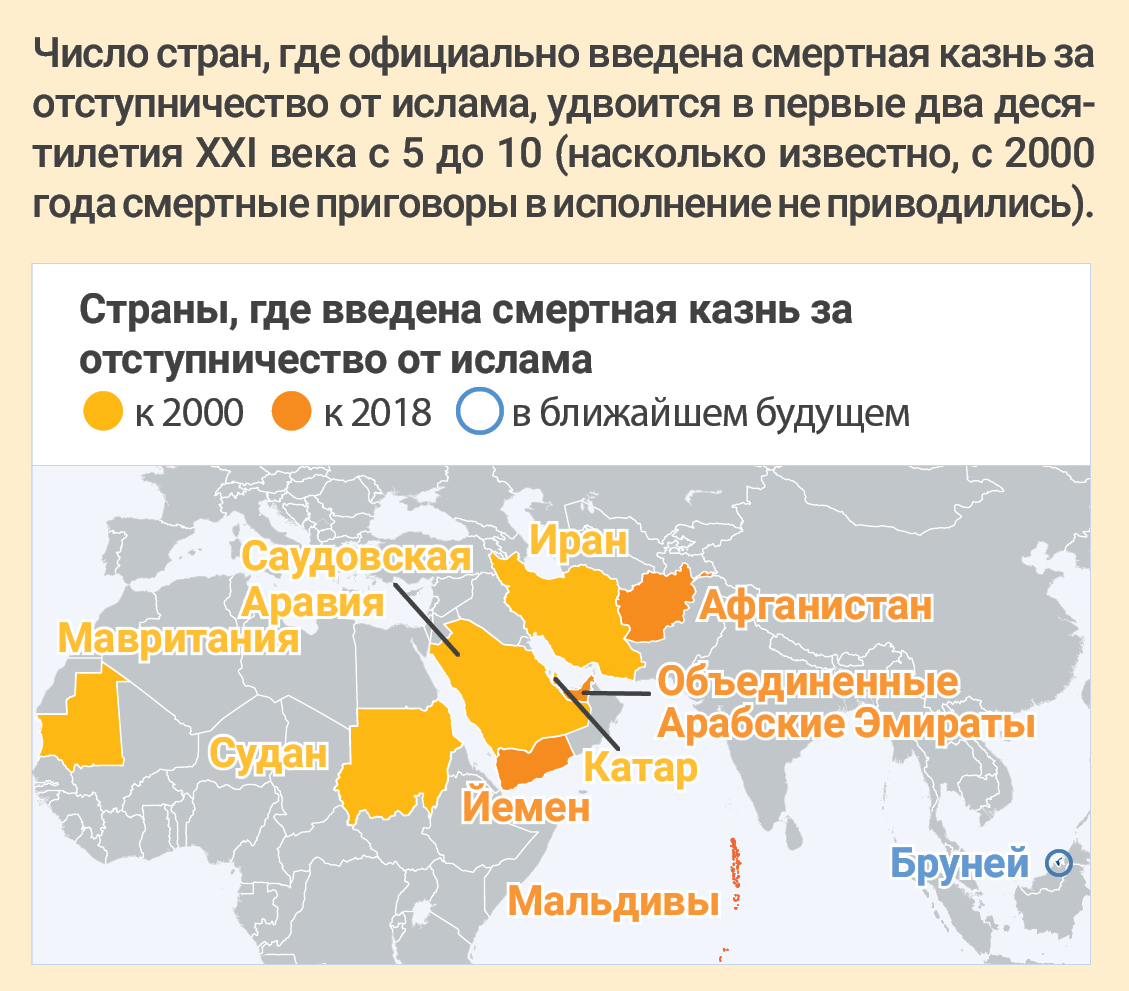 Число стран, где официально введена смертная казнь за
отступничество от ислама, удвоится в первые два деся-
тилетия XXI века с 5 до 10 (насколько известно, с 2000
года смертные приговоры в исполнение не приводились).
Страны, где введена смертная казнь за
отступничество от ислама
к 2000 к 2018 в ближайшем будущем
Иран
Саудовская
Аравия
Афганистан
Мавритания
Объединенные
Арабские Эмираты
Судан
Катар
Йемен
Бруней
Мальдивы